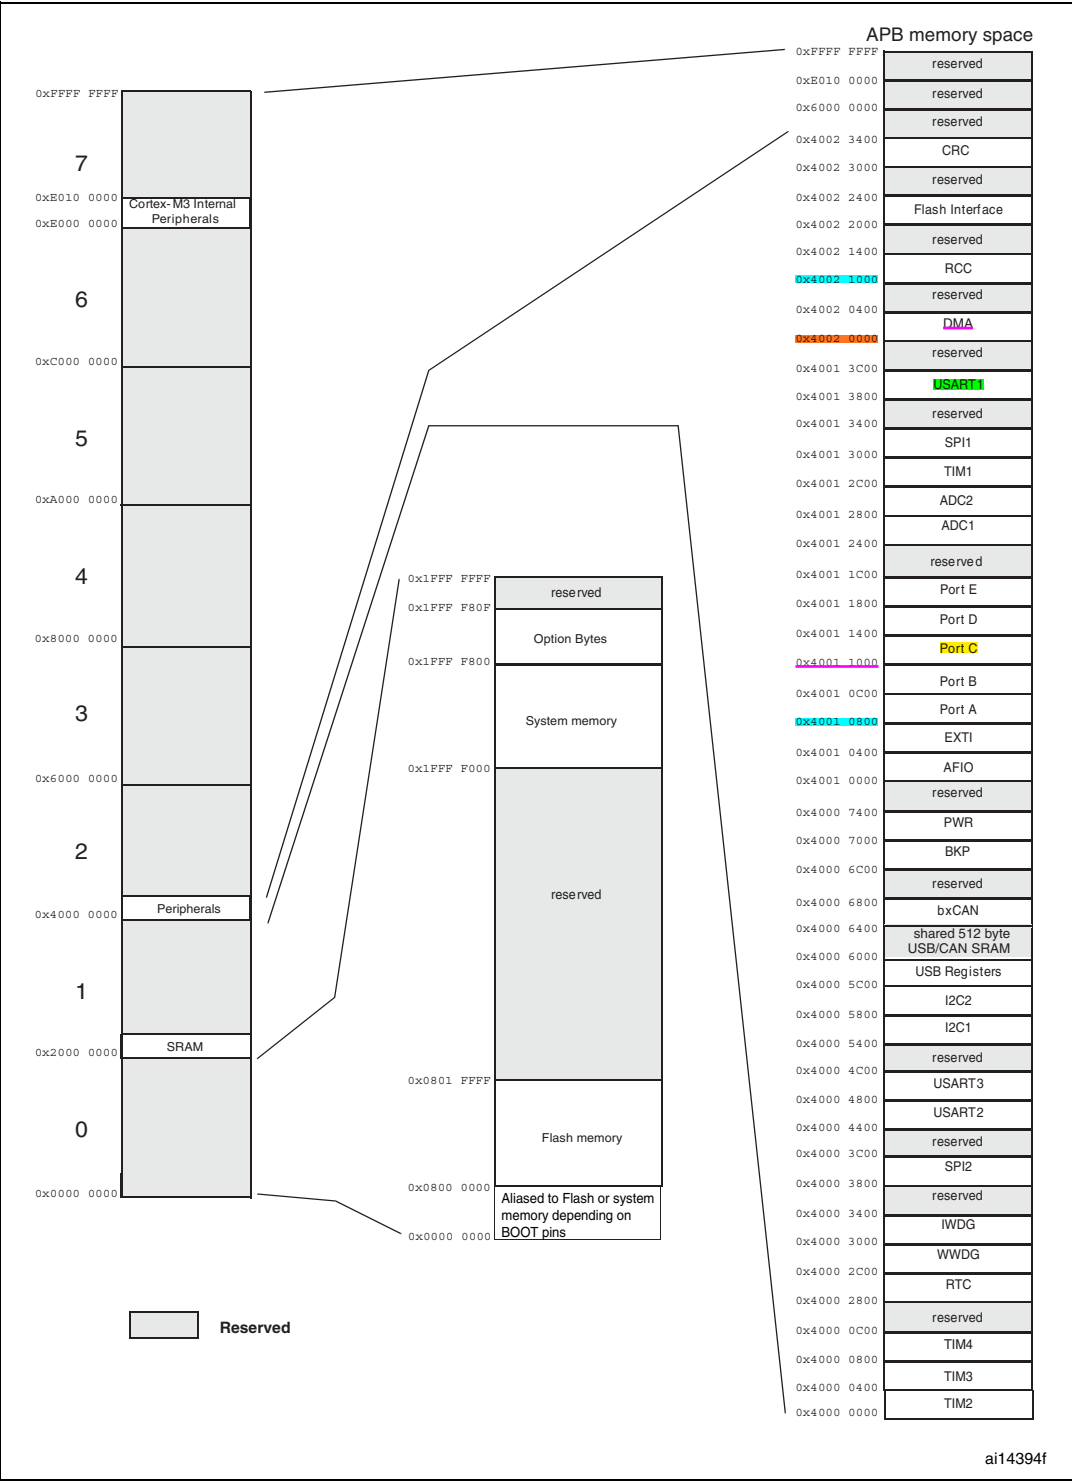 APB memory space
0xFFFF FFFF
reserved
0xE010 0000
reserved
0x6000 0000
reserved
0x4002 3400
CRC
0x4002 3000
reserved
0x4002 2400
Flash Interface
0x4002 2000
reserved
0x4002 1400
RCC
0x4002 1000
reserved
0x4002 0400
DMA
0x4002 0000
reserved
0x4001 3C00
USART1
0x4001 3800
reserved
0x4001 3400
SPI1
0x4001 3000
TIM1
0x4001 2C00
ADC2
0x4001 2800
ADC1
0x4001 2400
reserved
0x4001 1C00
Port E
0x4001 1800
Port D
0x4001 1400
Port C
0x4001 1000
Port B
0x4001 0C00
Port A
0x4001 0800
EXTI
0x4001 0400
AFIO
0x4001 0000
reserved
0x4000 7400
PWR
0x4000 7000
BKP
0x4000 6C00
reserved
0x4000 6800
bxCAN
0x4000 6400
shared 512 byte
USB/CAN SRAM
0x4000 6000
USB Registers
0x4000 5C00
I2C2
0x4000 5800
I2C1
0x4000 5400
reserved
0x4000 4C00
USART3
0x4000 4800
USART2
0x4000 4400
reserved
0x4000 3C00
SPI2
0x4000 3800
reserved
0x4000 3400
IWDG
0x4000 3000
WWDG
0x4000 2C00
RTC
0x4000 2800
reserved
0x4000 0C00
TIM4
0x4000 0800
TIM3
0x4000 0400
TIM2
0x4000 0000
0xFFFF FFFF
7
0xE010 0000
Cortex-M3 Internal
Peripherals
0xE000 0000
6
0xC000 0000
5
0xA000 0000
4
0x8000 0000
3
0x6000 0000
2
Peripherals
0x4000 0000
1
SRAM
0x2000 0000
0
0x0000 0000
0x1FFF FFFF
reserved
0x1FFF F80F
Option Bytes
0x1FFF F800
System memory
0x1FFF F000
reserved
0x0801 FFFF
Flash memory
0x0800 0000
Aliased to Flash or system
memory depending on
BOOT pins
0x0000 0000
Reserved
ai14394f